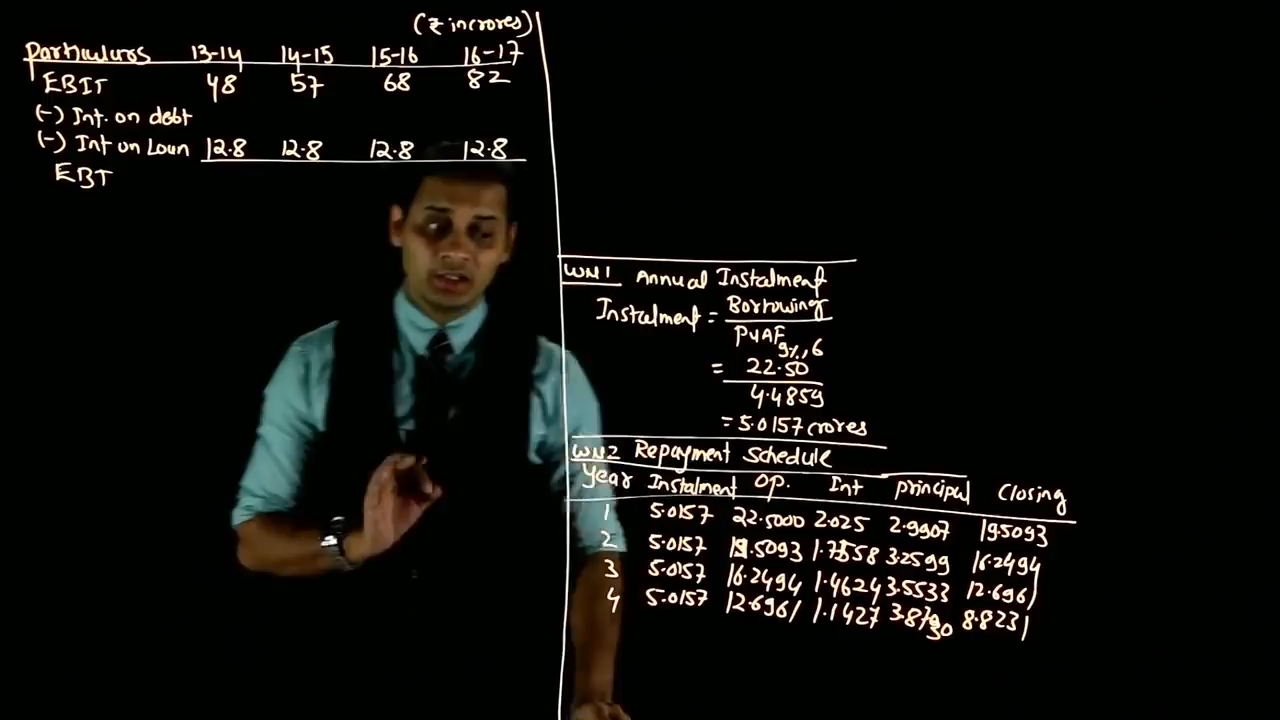 (₹ in crores)
Particulars 13-14 14-15 15-16 16-17
EBIT 48 57 68 82
(-) Int. on debt
(-) Int on Loan 12.8 12.8 12.8 12.8
EBT
WN1 Annual Instalment
Instalment = Borrowing
PVAF 9%, 6
= 22.50
4.4859
= 5.0157 crores
WN2 Repayment Schedule
Year Instalment Op. Int Principal Closing
1 5.0157 22.5000 2.025 2.9907 19.5093
2 5.0157 19.5093 1.7558 3.2599 16.2494
3 5.0157 16.2494 1.4624 3.5533 12.6961
4 5.0157 12.6961 1.1427 3.8730 8.8231